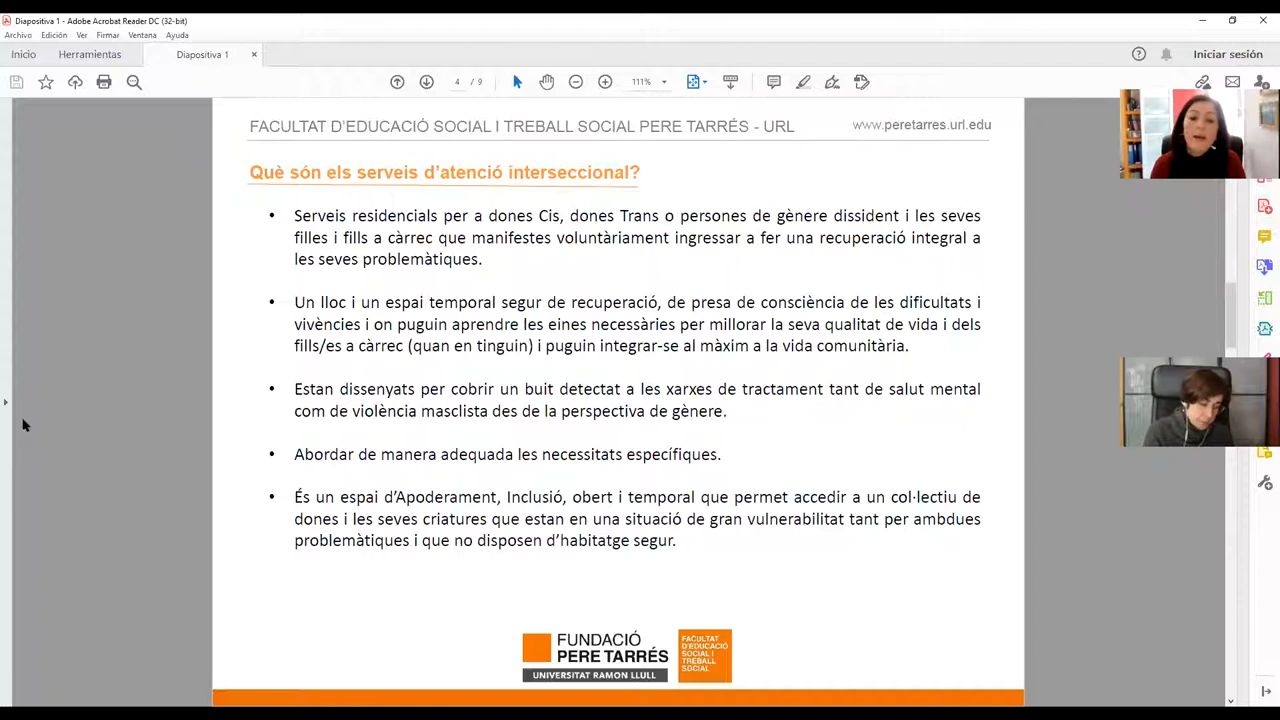 Diapositiva 1 - Adobe Acrobat Reader DC (32-bit)
Archivo Edición Ver Firmar Ventana Ayuda
Inicio Herramientas Diapositiva 1 × Iniciar sesión
4 / 9 111%
FACULTAT D'EDUCACIÓ SOCIAL I TREBALL SOCIAL PERE TARRÉS - URL www.peretarres.url.edu
Què són els serveis d'atenció interseccional?
• Serveis residencials per a dones Cis, dones Trans o persones de gènere dissident i les seves
filles i fills a càrrec que manifestes voluntàriament ingressar a fer una recuperació integral a
les seves problemàtiques.
• Un lloc i un espai temporal segur de recuperació, de presa de consciència de les dificultats i
vivències i on puguin aprendre les eines necessàries per millorar la seva qualitat de vida i dels
fills/es a càrrec (quan en tinguin) i puguin integrar-se al màxim a la vida comunitària.
• Estan dissenyats per cobrir un buit detectat a les xarxes de tractament tant de salut mental
com de violència masclista des de la perspectiva de gènere.
• Abordar de manera adequada les necessitats específiques.
• És un espai d'Apoderament, Inclusió, obert i temporal que permet accedir a un col·lectiu de
dones i les seves criatures que estan en una situació de gran vulnerabilitat tant per ambdues
problemàtiques i que no disposen d'habitatge segur.
FUNDACIÓ
PERE TARRÉS
UNIVERSITAT RAMON LLULL
FACULTAT
D'EDUCACIÓ
SOCIAL I
TREBALL
SOCIAL